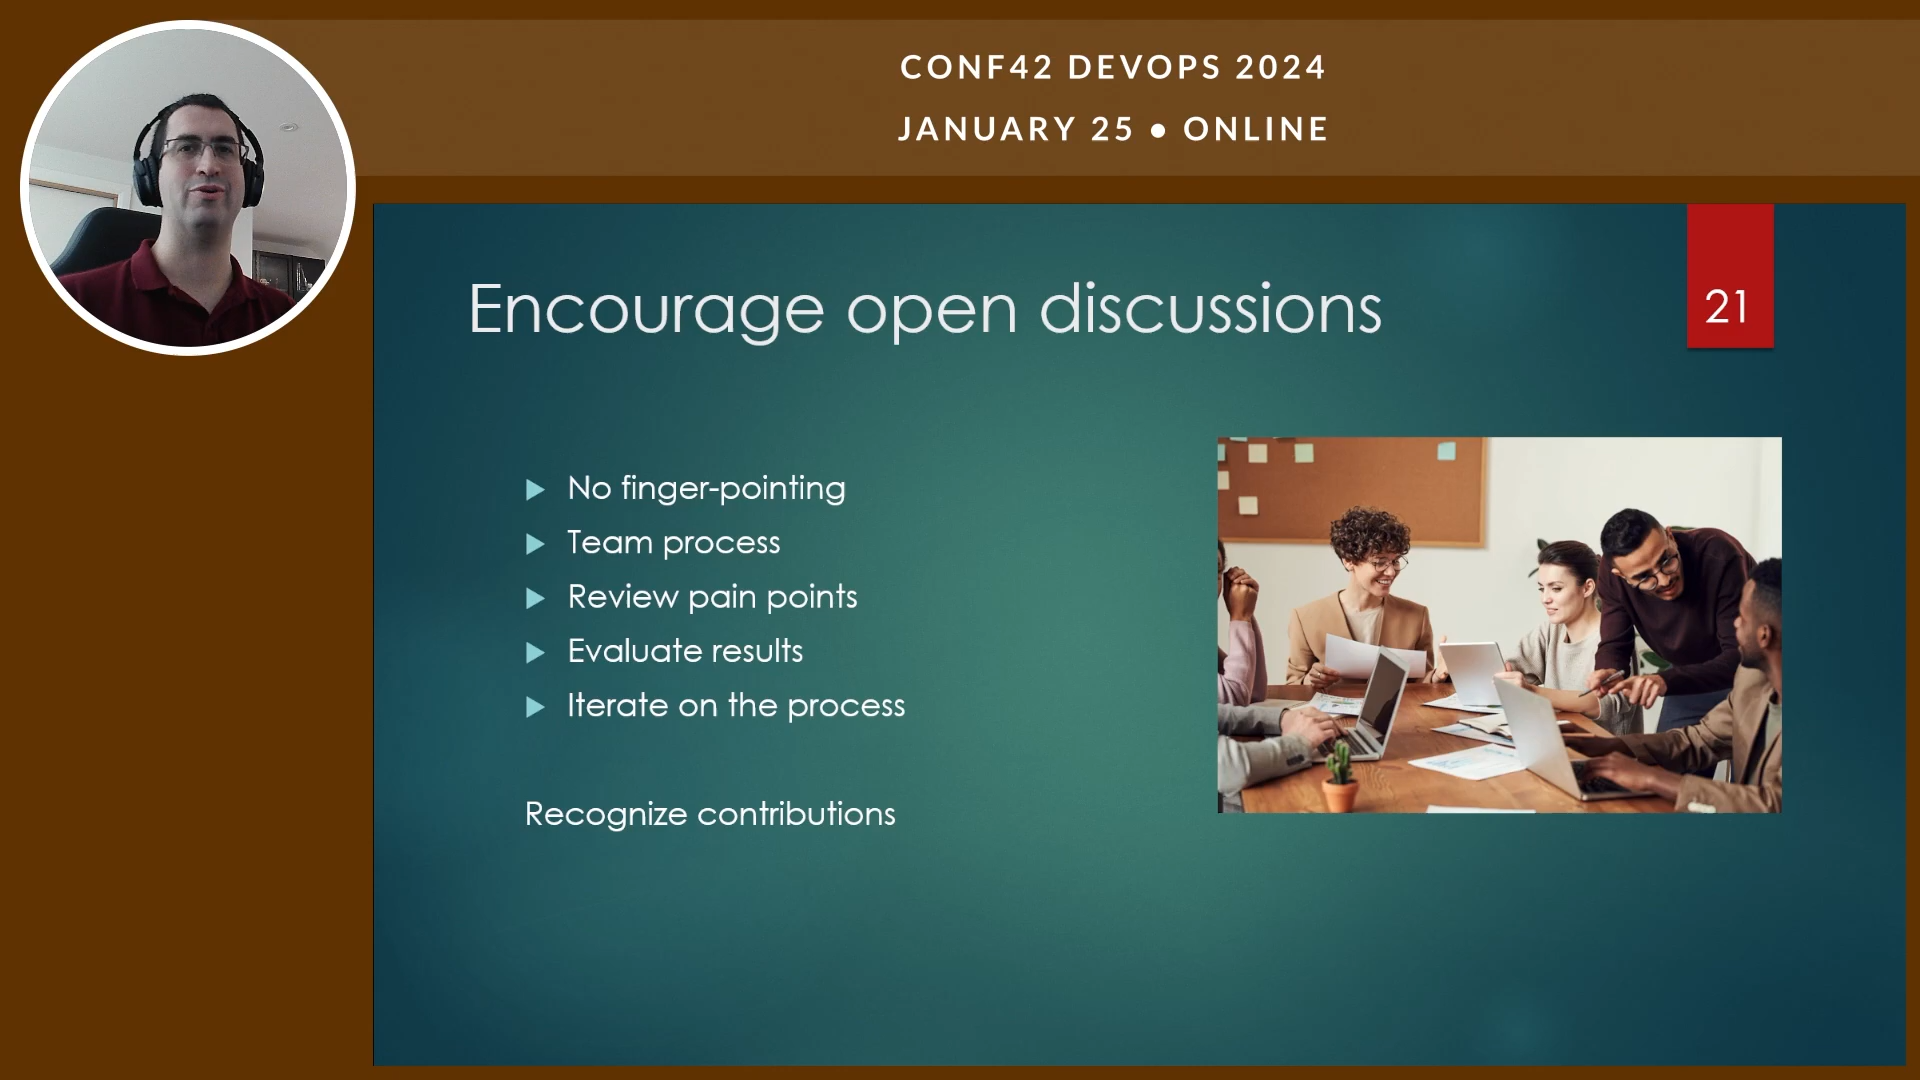 CONF42 DEVOPS 2024
JANUARY 25 • ONLINE
Encourage open discussions
21
No finger-pointing
Team process
Review pain points
Evaluate results
Iterate on the process
Recognize contributions